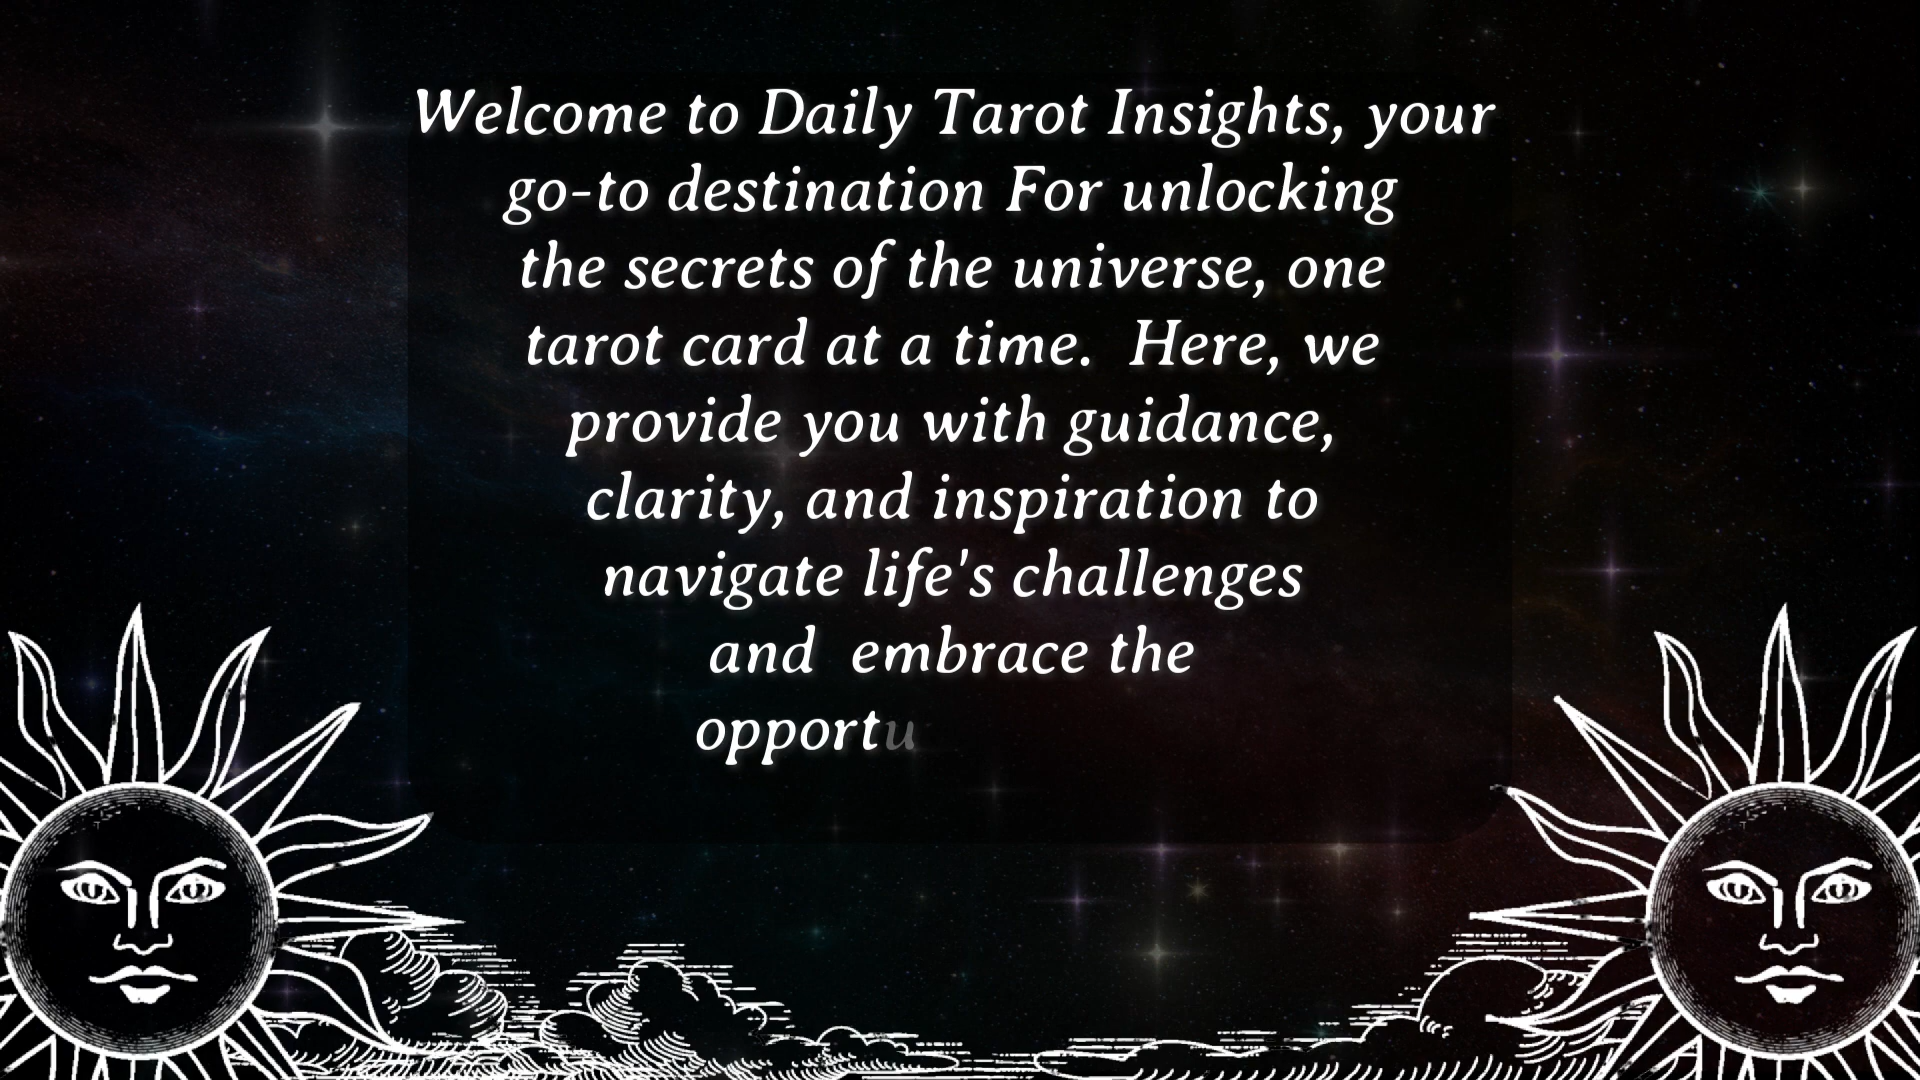 Welcome to Daily Tarot Insights, your
go-to destination For unlocking
the secrets of the universe, one
tarot card at a time.  Here, we
provide you with guidance,
clarity, and inspiration to
navigate life's challenges
and  embrace the
opportu